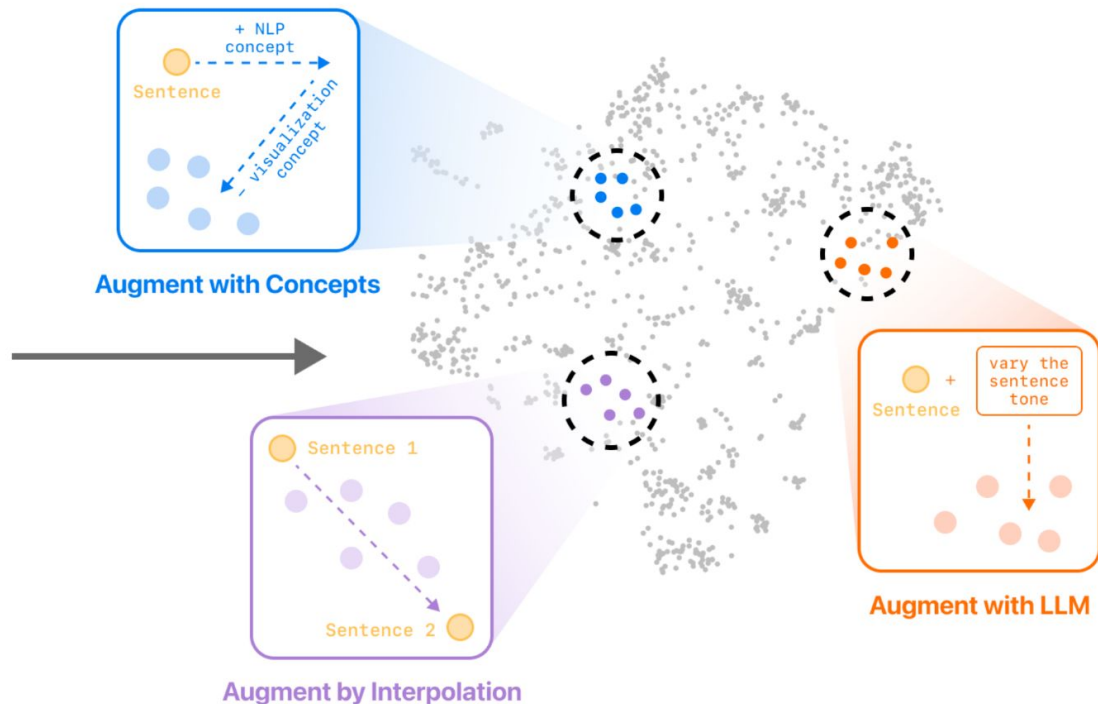 + NLP
concept
Sentence
– visualization
concept
Augment with Concepts
vary the
sentence
tone
+
Sentence
Augment with LLM
Sentence 1
Sentence 2
Augment by Interpolation